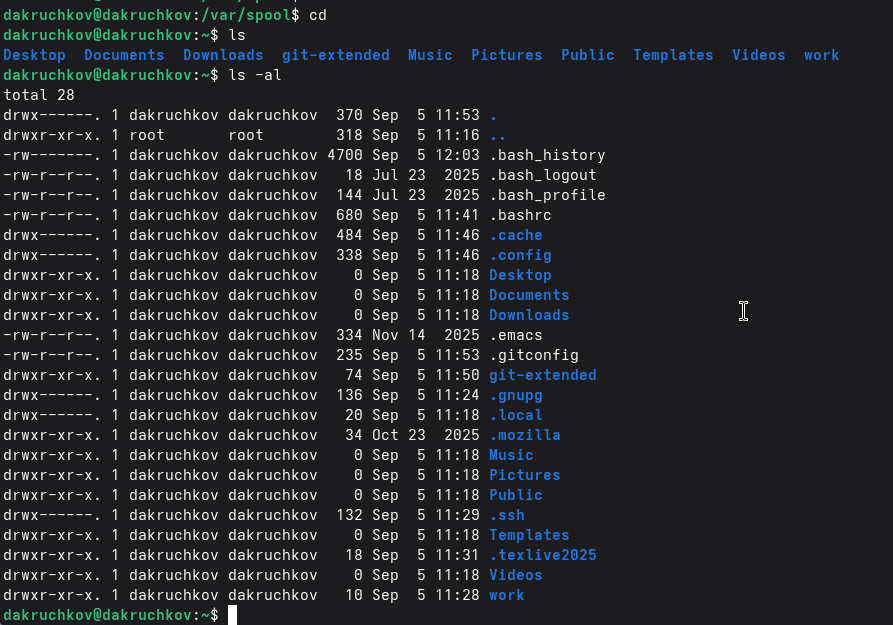 dakruchkov@dakruchkov:/var/spool$ cd
dakruchkov@dakruchkov:~$ ls
Desktop  Documents  Downloads  git-extended  Music  Pictures  Public  Templates  Videos  work
dakruchkov@dakruchkov:~$ ls -al
total 28
drwx------. 1 dakruchkov dakruchkov  370 Sep  5 11:53 .
drwxr-xr-x. 1 root       root        318 Sep  5 11:16 ..
-rw-------. 1 dakruchkov dakruchkov 4700 Sep  5 12:03 .bash_history
-rw-r--r--. 1 dakruchkov dakruchkov   18 Jul 23  2025 .bash_logout
-rw-r--r--. 1 dakruchkov dakruchkov  144 Jul 23  2025 .bash_profile
-rw-r--r--. 1 dakruchkov dakruchkov  680 Sep  5 11:41 .bashrc
drwx------. 1 dakruchkov dakruchkov  484 Sep  5 11:46 .cache
drwx------. 1 dakruchkov dakruchkov  338 Sep  5 11:46 .config
drwxr-xr-x. 1 dakruchkov dakruchkov    0 Sep  5 11:18 Desktop
drwxr-xr-x. 1 dakruchkov dakruchkov    0 Sep  5 11:18 Documents
drwxr-xr-x. 1 dakruchkov dakruchkov    0 Sep  5 11:18 Downloads
-rw-r--r--. 1 dakruchkov dakruchkov  334 Nov 14  2025 .emacs
-rw-r--r--. 1 dakruchkov dakruchkov  235 Sep  5 11:53 .gitconfig
drwxr-xr-x. 1 dakruchkov dakruchkov   74 Sep  5 11:50 git-extended
drwx------. 1 dakruchkov dakruchkov  136 Sep  5 11:24 .gnupg
drwx------. 1 dakruchkov dakruchkov   20 Sep  5 11:18 .local
drwxr-xr-x. 1 dakruchkov dakruchkov   34 Oct 23  2025 .mozilla
drwxr-xr-x. 1 dakruchkov dakruchkov    0 Sep  5 11:18 Music
drwxr-xr-x. 1 dakruchkov dakruchkov    0 Sep  5 11:18 Pictures
drwxr-xr-x. 1 dakruchkov dakruchkov    0 Sep  5 11:18 Public
drwx------. 1 dakruchkov dakruchkov  132 Sep  5 11:29 .ssh
drwxr-xr-x. 1 dakruchkov dakruchkov    0 Sep  5 11:18 Templates
drwxr-xr-x. 1 dakruchkov dakruchkov   18 Sep  5 11:31 .texlive2025
drwxr-xr-x. 1 dakruchkov dakruchkov    0 Sep  5 11:18 Videos
drwxr-xr-x. 1 dakruchkov dakruchkov   10 Sep  5 11:28 work
dakruchkov@dakruchkov:~$